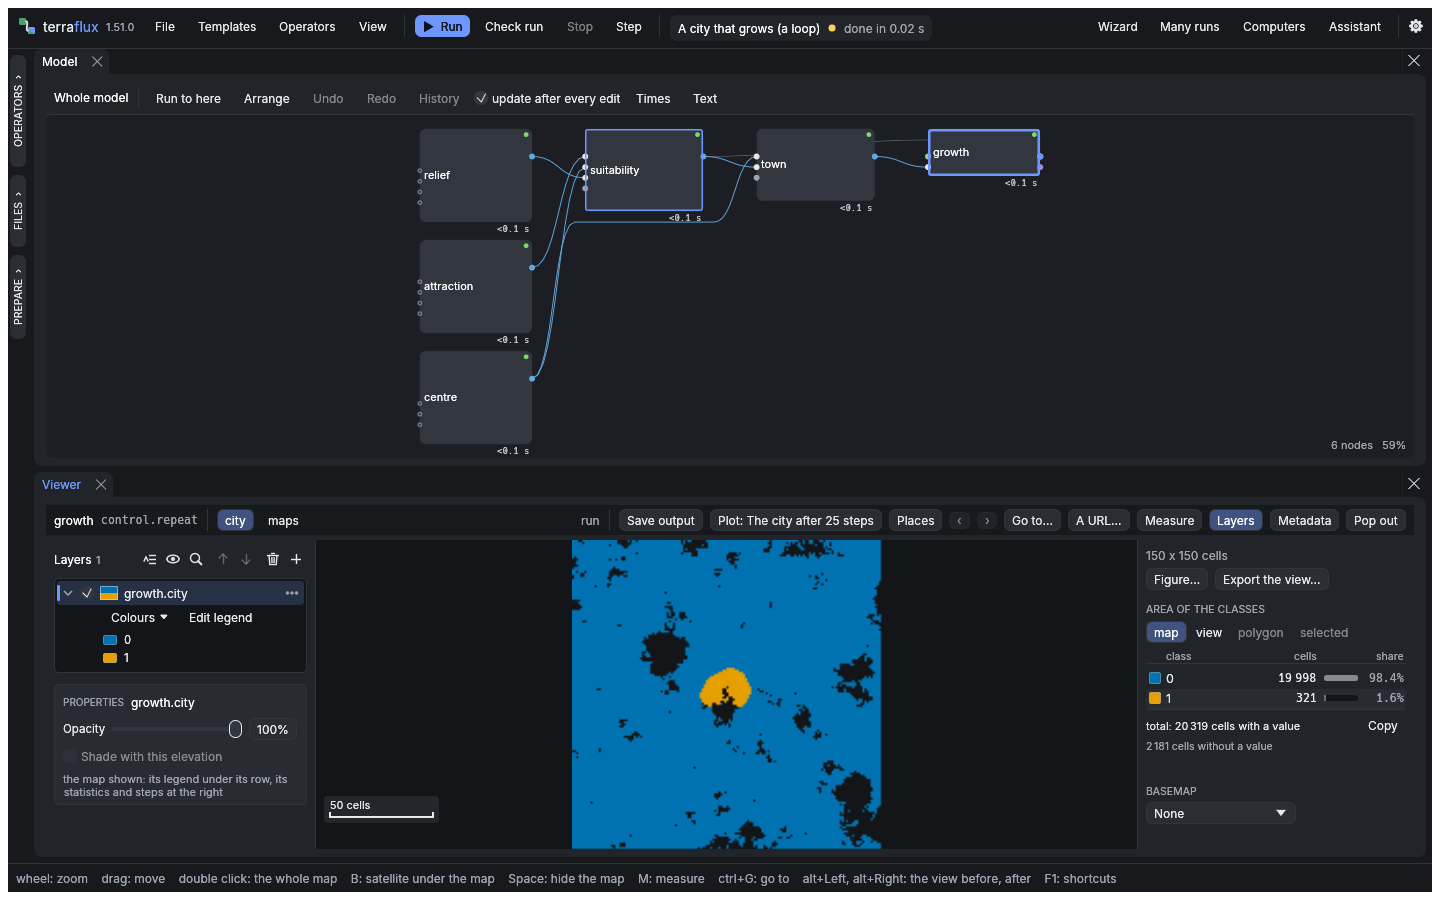 terraflux 1.51.0 File Templates Operators View Run Check run Stop Step A city that grows (a loop) done in 0.02 s Wizard Many runs Computers Assistant
Model
Whole model Run to here Arrange Undo Redo History update after every edit Times Text
OPERATORS
FILES
PREPARE
relief
<0.1 s
attraction
<0.1 s
centre
<0.1 s
suitability
<0.1 s
town
<0.1 s
growth
<0.1 s
6 nodes 59%
Viewer
growth control.repeat city maps run Save output Plot: The city after 25 steps Places ‹ › Go to... A URL... Measure Layers Metadata Pop out
Layers 1
growth.city
Colours Edit legend
0
1
PROPERTIES growth.city
Opacity 100%
Shade with this elevation
the map shown: its legend under its row, its
statistics and steps at the right
50 cells
150 x 150 cells
Figure... Export the view...
AREA OF THE CLASSES
map view polygon selected
class cells share
0 19 998 98.4%
1 321 1.6%
total: 20 319 cells with a value Copy
2 181 cells without a value
BASEMAP
None
wheel: zoom drag: move double click: the whole map B: satellite under the map Space: hide the map M: measure ctrl+G: go to alt+Left, alt+Right: the view before, after F1: shortcuts